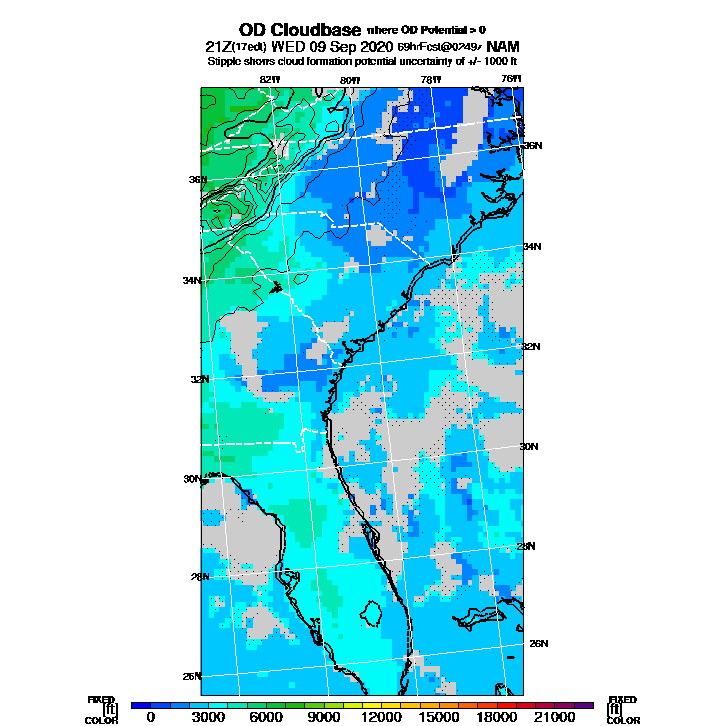 OD Cloudbase where OD Potential > 0
21Z(17edt) WED 09 Sep 2020 69hrFcst@0249z NAM
Stipple shows cloud formation potential uncertainty of +/- 1000 ft
82W 80W 78W 76W
36N
36N
34N
34N
32N
32N
30N
30N
28N
28N
26N
26N
FIXED FIXED
[ft] [ft]
COLOR 0 3000 6000 9000 12000 15000 18000 21000 COLOR